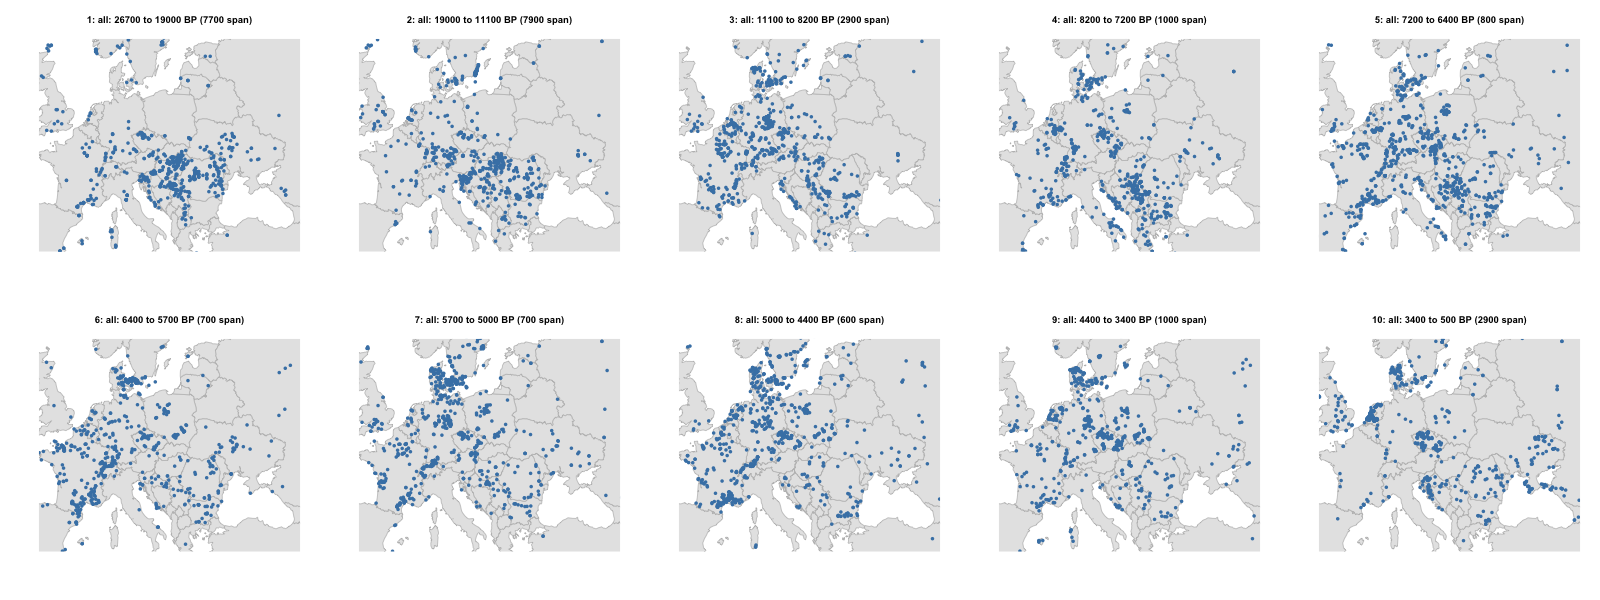 1: all: 26700 to 19000 BP (7700 span)
2: all: 19000 to 11100 BP (7900 span)
3: all: 11100 to 8200 BP (2900 span)
4: all: 8200 to 7200 BP (1000 span)
5: all: 7200 to 6400 BP (800 span)
6: all: 6400 to 5700 BP (700 span)
7: all: 5700 to 5000 BP (700 span)
8: all: 5000 to 4400 BP (600 span)
9: all: 4400 to 3400 BP (1000 span)
10: all: 3400 to 500 BP (2900 span)